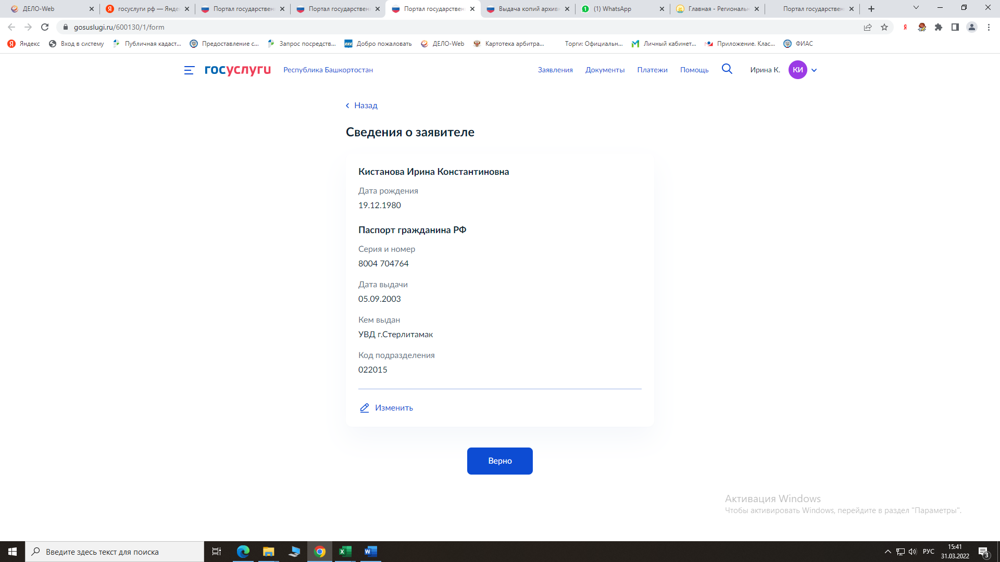 ДЕЛО-Web
госуслуги рф — Янде
Портал государствен
Портал государствен
Портал государствен
Выдача копий архив
(1) WhatsApp
Главная - Региональ
Портал государствен
gosuslugi.ru/600130/1/form
Яндекс
Вход в систему
Публичная кадаст...
Предоставление с...
Запрос посредств...
Добро пожаловать
ДЕЛО-Web
Картотека арбитра...
Торги: Официальн...
Личный кабинет...
Приложение. Клас...
ФИАС
госуслуги
Республика Башкортостан
Заявления
Документы
Платежи
Помощь
Ирина К.
КИ
Назад
Сведения о заявителе
Кистанова Ирина Константиновна
Дата рождения
19.12.1980
Паспорт гражданина РФ
Серия и номер
8004 704764
Дата выдачи
05.09.2003
Кем выдан
УВД г.Стерлитамак
Код подразделения
022015
Изменить
Верно
Активация Windows
Чтобы активировать Windows, перейдите в раздел "Параметры".
Введите здесь текст для поиска
РУС
15:41
31.03.2022
3